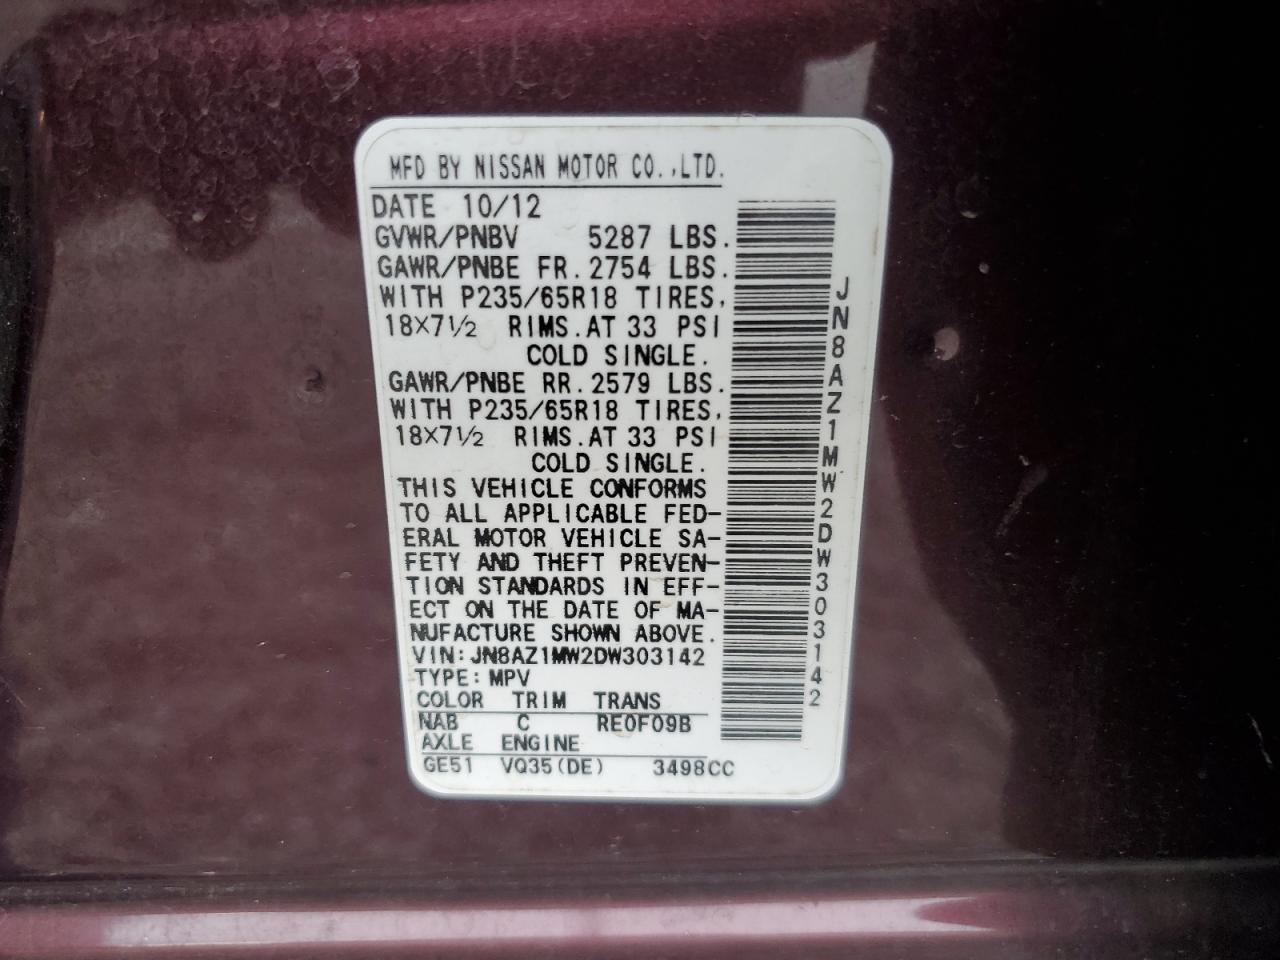 MFD BY NISSAN MOTOR CO.,LTD.
DATE 10/12
GVWR/PNBV 5287 LBS.
GAWR/PNBE FR. 2754 LBS.
WITH P235/65R18 TIRES,
18×7½ RIMS. AT 33 PSI
COLD SINGLE.
GAWR/PNBE RR. 2579 LBS.
WITH P235/65R18 TIRES,
18×7½ RIMS. AT 33 PSI
COLD SINGLE.
THIS VEHICLE CONFORMS
TO ALL APPLICABLE FED-
ERAL MOTOR VEHICLE SA-
FETY AND THEFT PREVEN-
TION STANDARDS IN EFF-
ECT ON THE DATE OF MA-
NUFACTURE SHOWN ABOVE.
VIN: JN8AZ1MW2DW303142
TYPE: MPV
COLOR TRIM TRANS
NAB C RE0F09B
AXLE ENGINE
GE51 VQ35(DE) 3498CC
JN8AZ1MW2DW303142